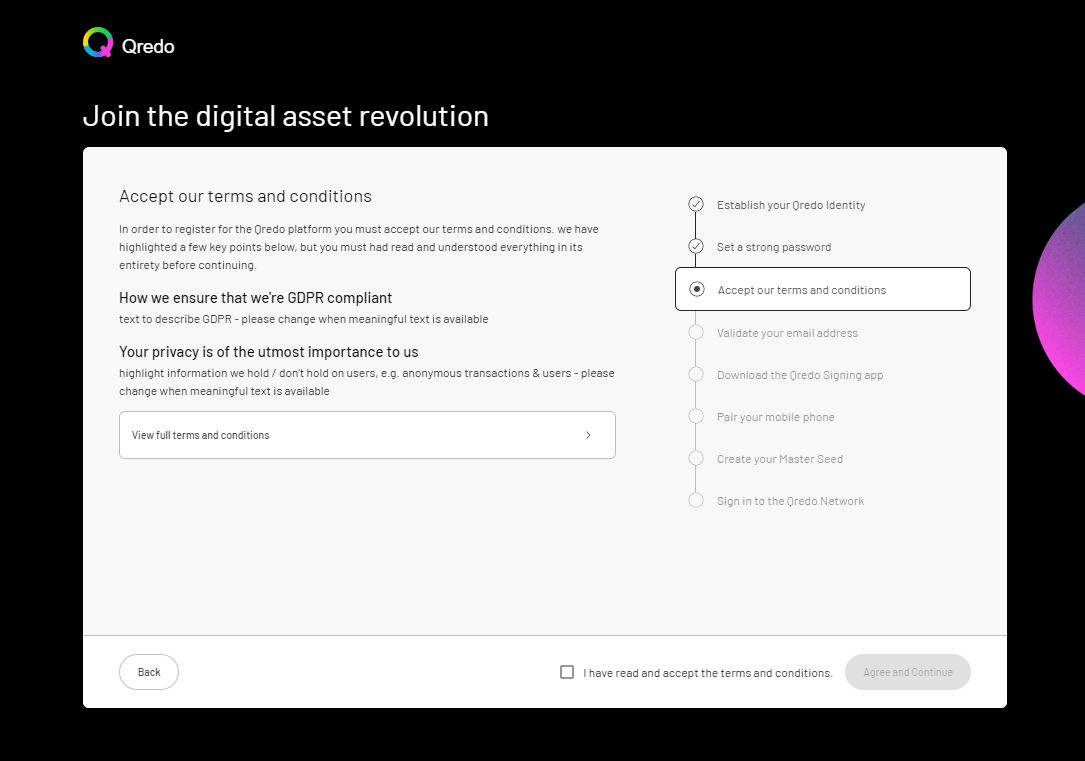 Qredo
Join the digital asset revolution
Accept our terms and conditions
In order to register for the Qredo platform you must accept our terms and conditions. we have
highlighted a few key points below, but you must had read and understood everything in its
entirety before continuing.
How we ensure that we're GDPR compliant
text to describe GDPR - please change when meaningful text is available
Your privacy is of the utmost importance to us
highlight information we hold / don't hold on users, e.g. anonymous transactions & users - please
change when meaningful text is available
View full terms and conditions
Establish your Qredo Identity
Set a strong password
Accept our terms and conditions
Validate your email address
Download the Qredo Signing app
Pair your mobile phone
Create your Master Seed
Sign in to the Qredo Network
Back
I have read and accept the terms and conditions.
Agree and Continue